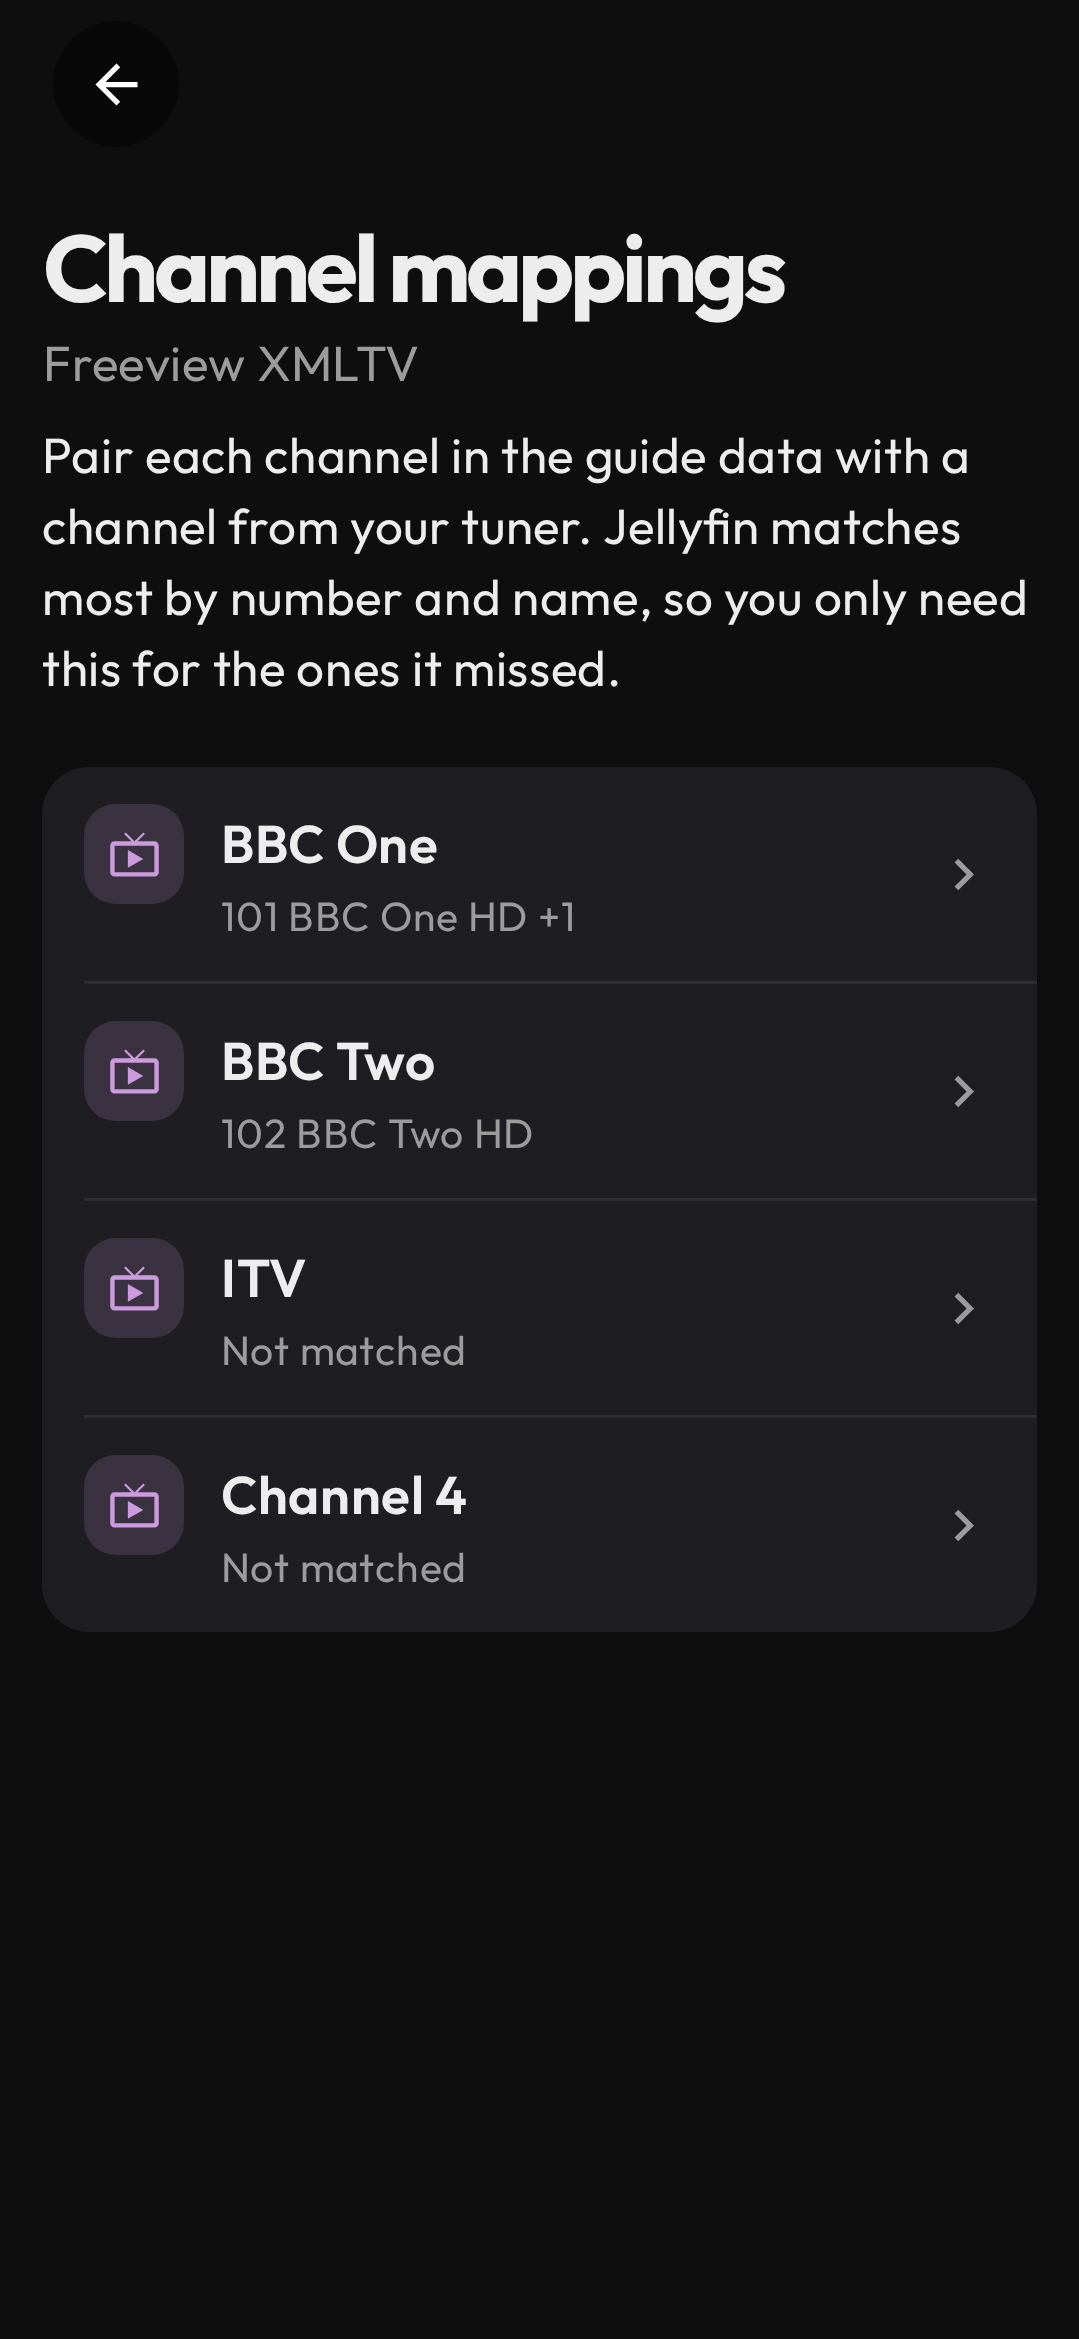 Channel mappings
Freeview XMLTV
Pair each channel in the guide data with a
channel from your tuner. Jellyfin matches
most by number and name, so you only need
this for the ones it missed.
BBC One
101 BBC One HD +1
BBC Two
102 BBC Two HD
ITV
Not matched
Channel 4
Not matched